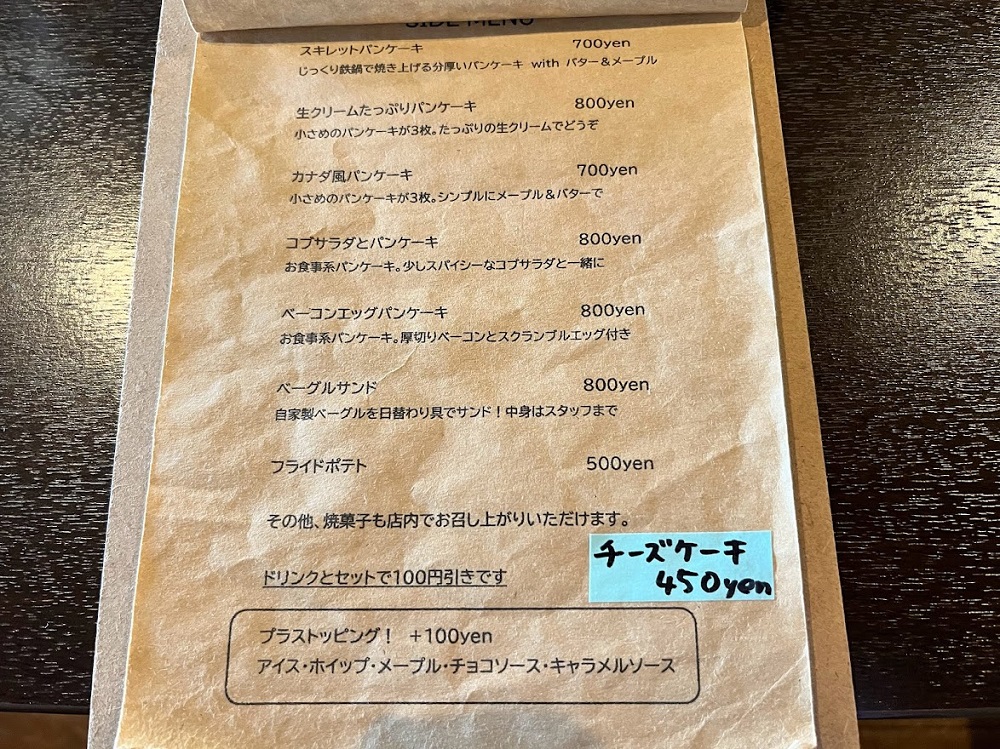 SIDE MENU
スキレットパンケーキ 700yen
じっくり鉄鍋で焼き上げる分厚いパンケーキ with バター＆メープル
生クリームたっぷりパンケーキ 800yen
小さめのパンケーキが3枚。たっぷりの生クリームでどうぞ
カナダ風パンケーキ 700yen
小さめのパンケーキが3枚。シンプルにメープル＆バターで
コブサラダとパンケーキ 800yen
お食事系パンケーキ。少しスパイシーなコブサラダと一緒に
ベーコンエッグパンケーキ 800yen
お食事系パンケーキ。厚切りベーコンとスクランブルエッグ付き
ベーグルサンド 800yen
自家製ベーグルを日替わり具でサンド！中身はスタッフまで
フライドポテト 500yen
その他、焼菓子も店内でお召し上がりいただけます。
チーズケーキ
450yen
ドリンクとセットで100円引きです
プラストッピング！ +100yen
アイス・ホイップ・メープル・チョコソース・キャラメルソース